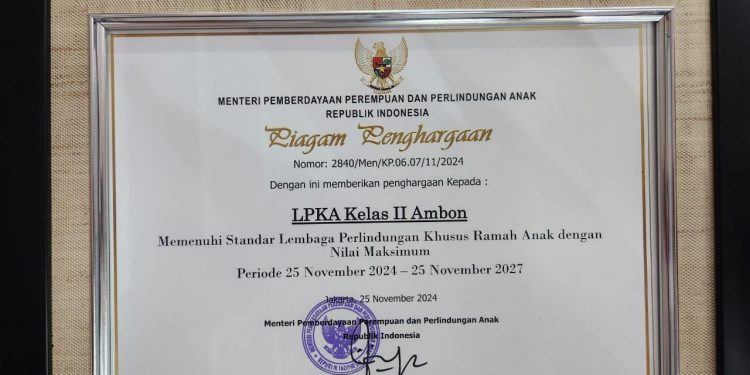 MENTERI PEMBERDAYAAN PEREMPUAN DAN PERLINDUNGAN ANAK
REPUBLIK INDONESIA
Piagam Penghargaan
Nomor: 2840/Men/KP.06.07/11/2024
Dengan ini memberikan penghargaan Kepada :
LPKA Kelas II Ambon
Memenuhi Standar Lembaga Perlindungan Khusus Ramah Anak dengan
Nilai Maksimum
Periode 25 November 2024 – 25 November 2027
Jakarta, 25 November 2024
Menteri Pemberdayaan Perempuan dan Perlindungan Anak
Republik Indonesia
REPUBLIK INDONESIA